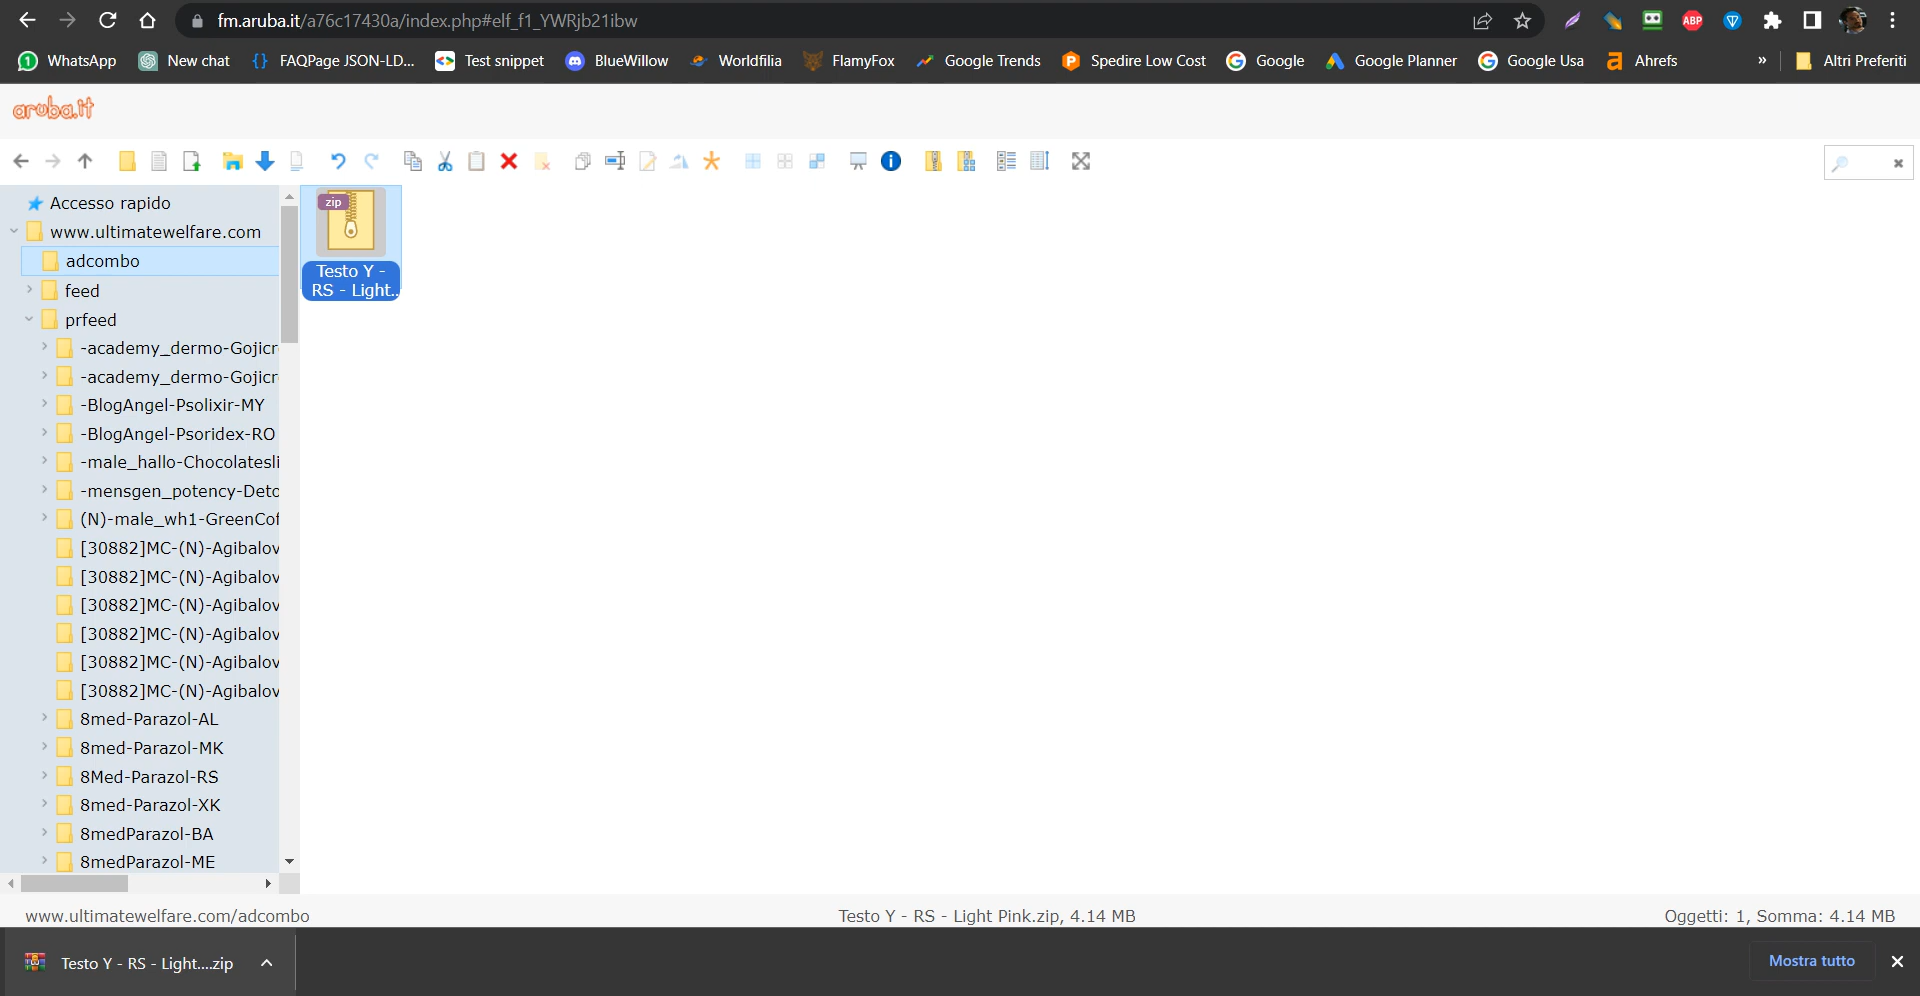 fm.aruba.it/a76c17430a/index.php#elf_f1_YWRjb21ibw
ABP
1 WhatsApp
New chat
{} FAQPage JSON-LD...
Test snippet
BlueWillow
Worldfilia
FlamyFox
Google Trends
P Spedire Low Cost
Google
Google Planner
Google Usa
a Ahrefs
»
Altri Preferiti
aruba.it
Accesso rapido
www.ultimatewelfare.com
adcombo
feed
prfeed
-academy_dermo-Gojicr
-academy_dermo-Gojicr
-BlogAngel-Psolixir-MY
-BlogAngel-Psoridex-RO
-male_hallo-Chocolatesli
-mensgen_potency-Deto
(N)-male_wh1-GreenCof
[30882]MC-(N)-Agibalov
[30882]MC-(N)-Agibalov
[30882]MC-(N)-Agibalov
[30882]MC-(N)-Agibalov
[30882]MC-(N)-Agibalov
[30882]MC-(N)-Agibalov
8med-Parazol-AL
8med-Parazol-MK
8Med-Parazol-RS
8med-Parazol-XK
8medParazol-BA
8medParazol-ME
zip
Testo Y -
RS - Light..
www.ultimatewelfare.com/adcombo
Testo Y - RS - Light Pink.zip, 4.14 MB
Oggetti: 1, Somma: 4.14 MB
Testo Y - RS - Light....zip
Mostra tutto